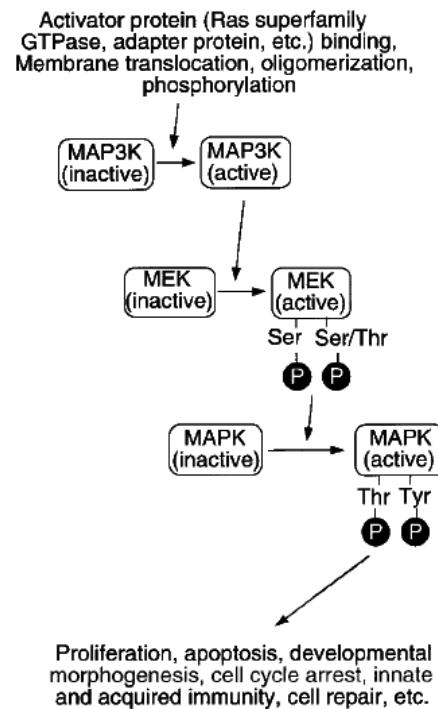 Activator protein (Ras superfamily
GTPase, adapter protein, etc.) binding,
Membrane translocation, oligomerization,
phosphorylation
MAP3K
(inactive)
MAP3K
(active)
MEK
(inactive)
MEK
(active)
Ser Ser/Thr
P P
MAPK
(inactive)
MAPK
(active)
Thr Tyr
P P
Proliferation, apoptosis, developmental
morphogenesis, cell cycle arrest, innate
and acquired immunity, cell repair, etc.